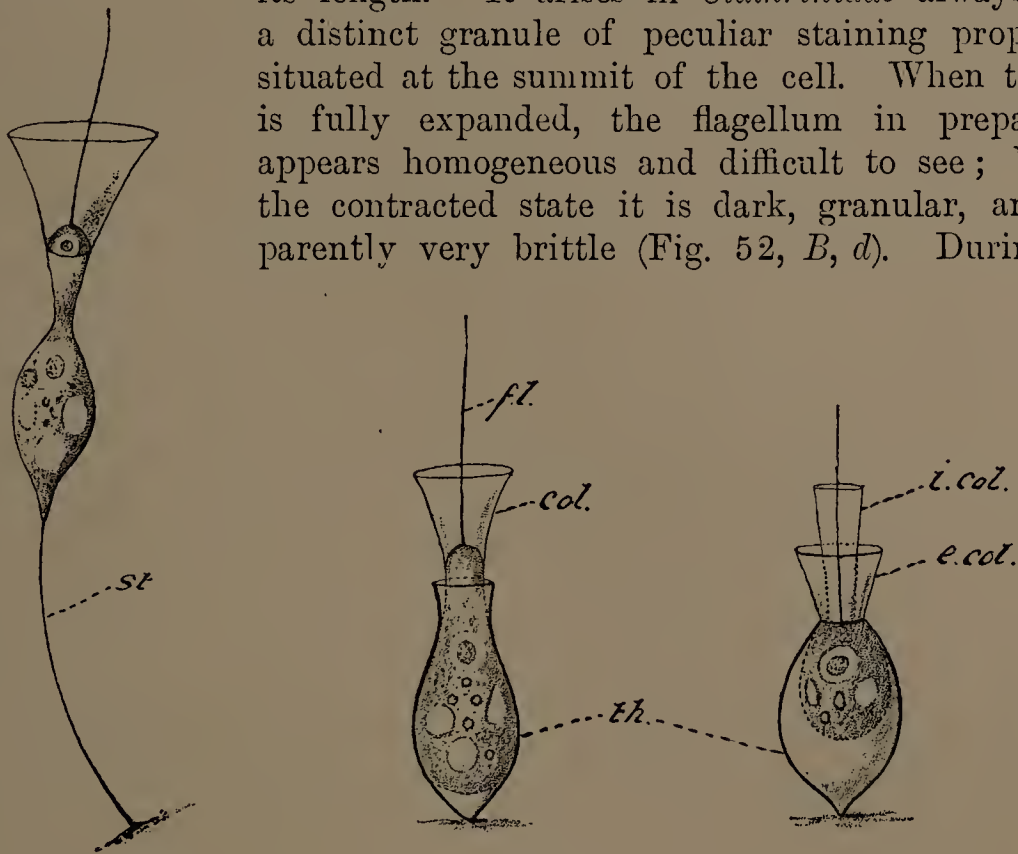 a distinct granule of peculiar staining prop
situated at the summit of the cell. When t
is fully expanded, the flagellum in prepa
appears homogeneous and difficult to see;
the contracted state it is dark, granular, an
parently very brittle (Fig. 52, B, d). Durin
fl.
col.
i.col.
e.col.
st
th.